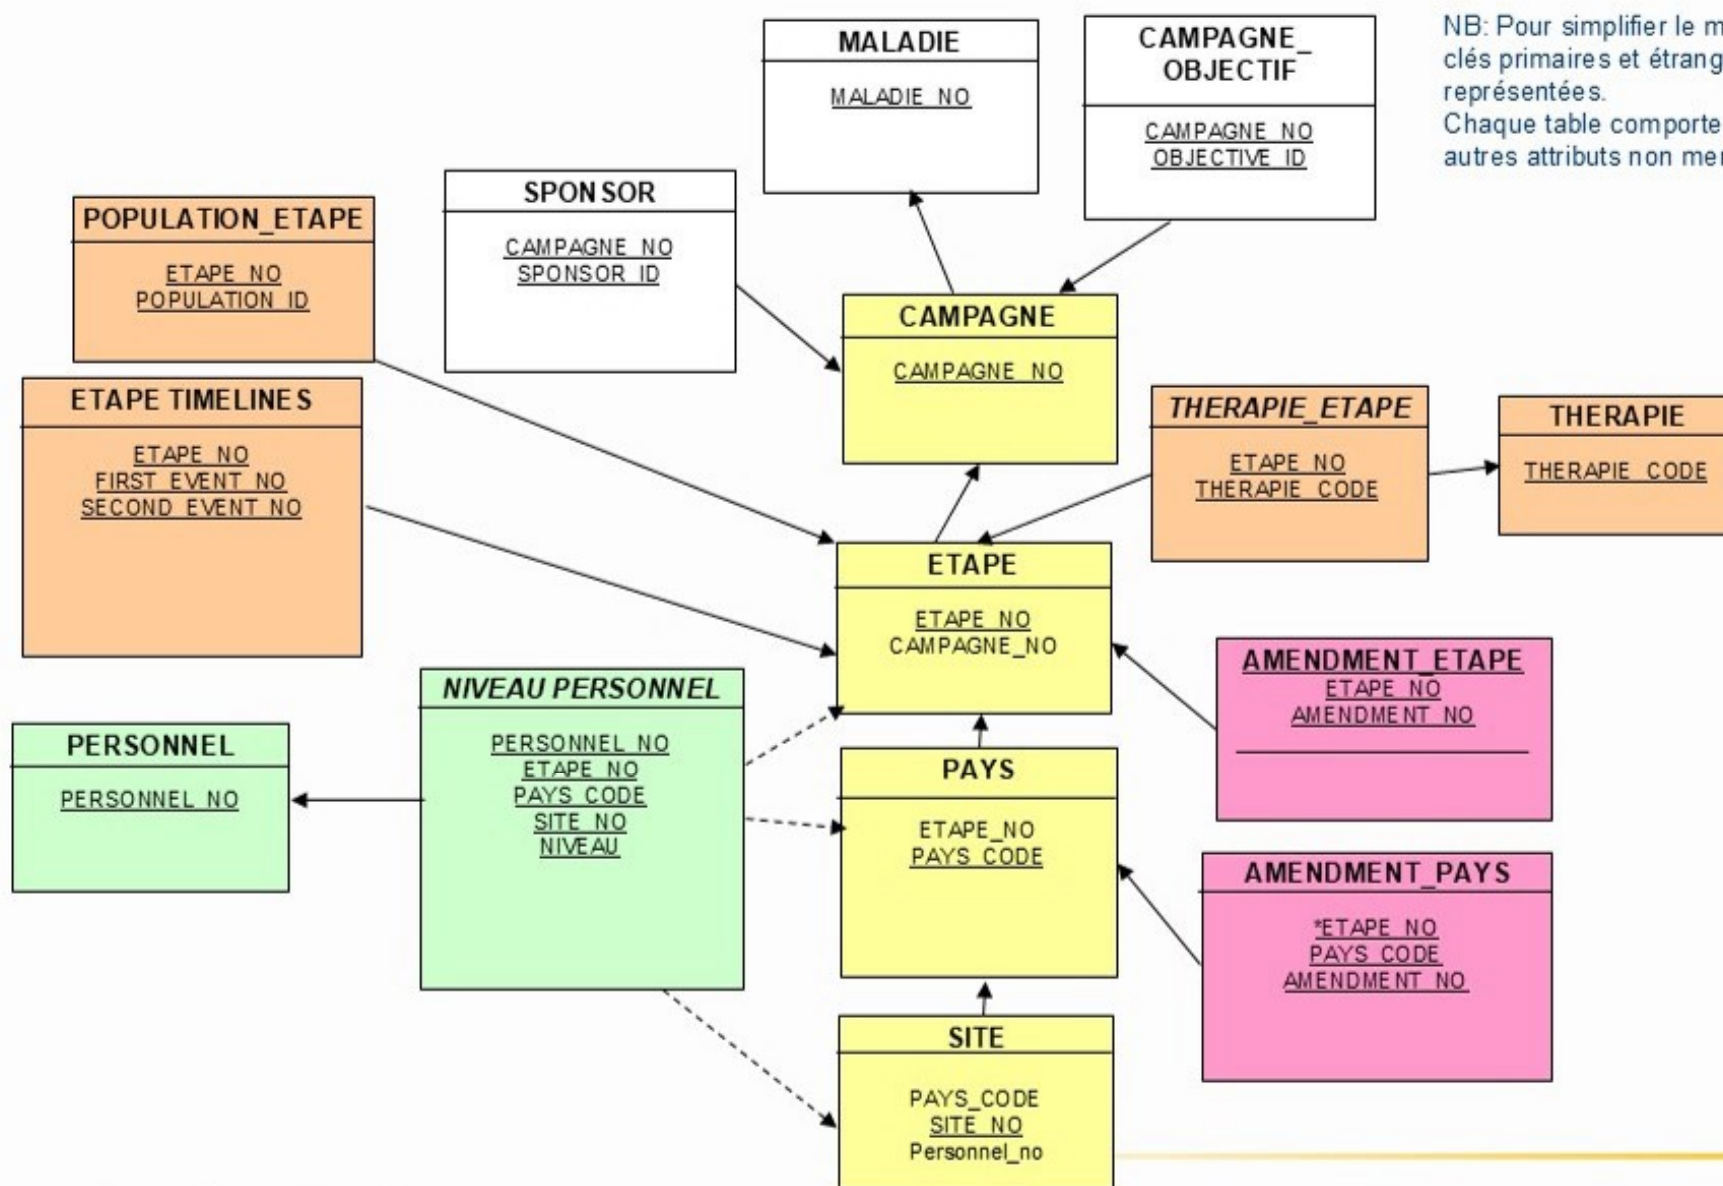 MALADIE
MALADIE_NO
CAMPAGNE_
OBJECTIF
CAMPAGNE_NO
OBJECTIVE_ID
NB: Pour simplifier le
clés primaires et
représentées.
Chaque table comporte
autres attributs non
SPONSOR
CAMPAGNE_NO
SPONSOR_ID
POPULATION_ETAPE
ETAPE_NO
POPULATION_ID
CAMPAGNE
CAMPAGNE_NO
ETAPE TIMELINES
ETAPE_NO
FIRST_EVENT_NO
SECOND_EVENT_NO
THERAPIE_ETAPE
ETAPE_NO
THERAPIE_CODE
THERAPIE
THERAPIE_CODE
ETAPE
ETAPE_NO
CAMPAGNE_NO
AMENDMENT_ETAPE
ETAPE_NO
AMENDMENT_NO
NIVEAU PERSONNEL
PERSONNEL_NO
ETAPE_NO
PAYS_CODE
SITE_NO
NIVEAU
PERSONNEL
PERSONNEL_NO
PAYS
ETAPE_NO
PAYS_CODE
AMENDMENT_PAYS
*ETAPE_NO
PAYS_CODE
AMENDMENT_NO
SITE
PAYS_CODE
SITE_NO
Personnel_no